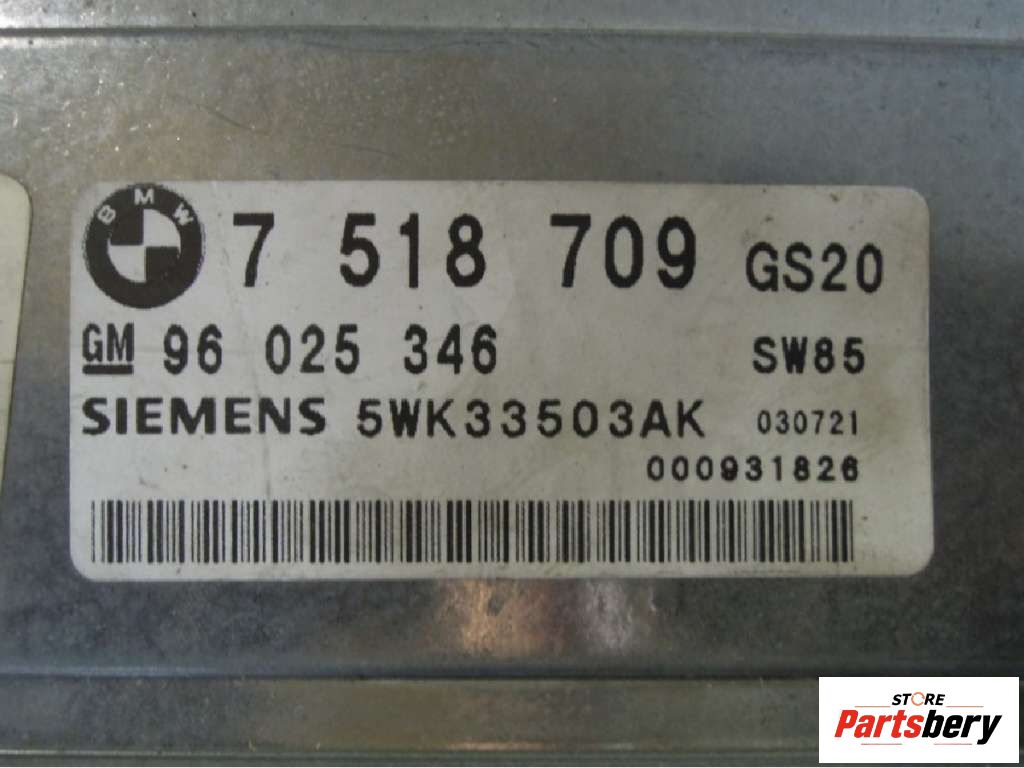 BMW 7 518 709 GS20
GM 96 025 346 SW85
SIEMENS 5WK33503AK 030721
000931826
STORE
Partsbery